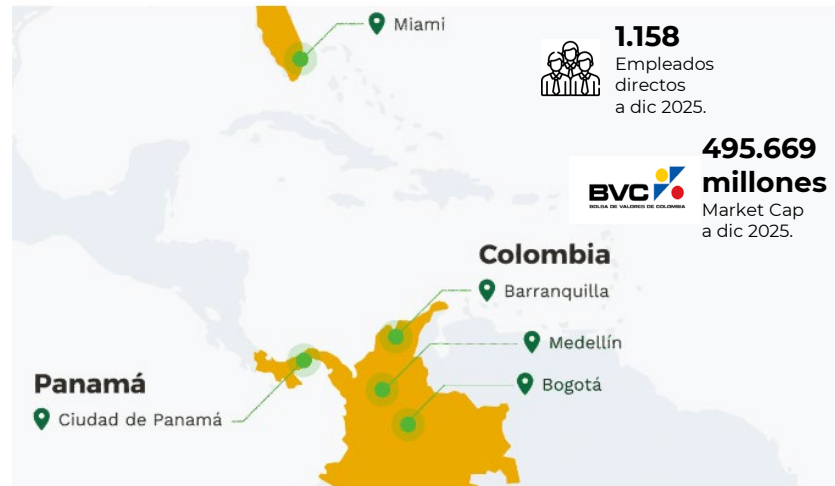 Miami
1.158
Empleados
directos
a dic 2025.
495.669
millones
Market Cap
a dic 2025.
BVC
BOLSA DE VALORES DE COLOMBIA
Colombia
Barranquilla
Medellín
Bogotá
Panamá
Ciudad de Panamá